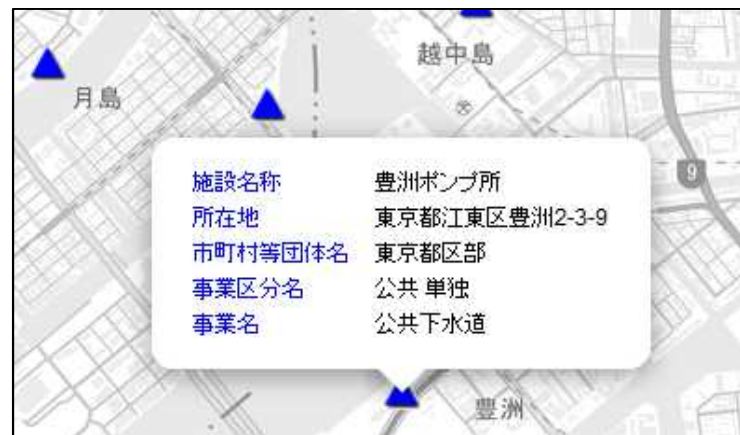 越中島
月島
9
施設名称 豊洲ポンプ所
所在地 東京都江東区豊洲2-3-9
市町村等団体名 東京都区部
事業区分名 公共 単独
事業名 公共下水道
豊洲